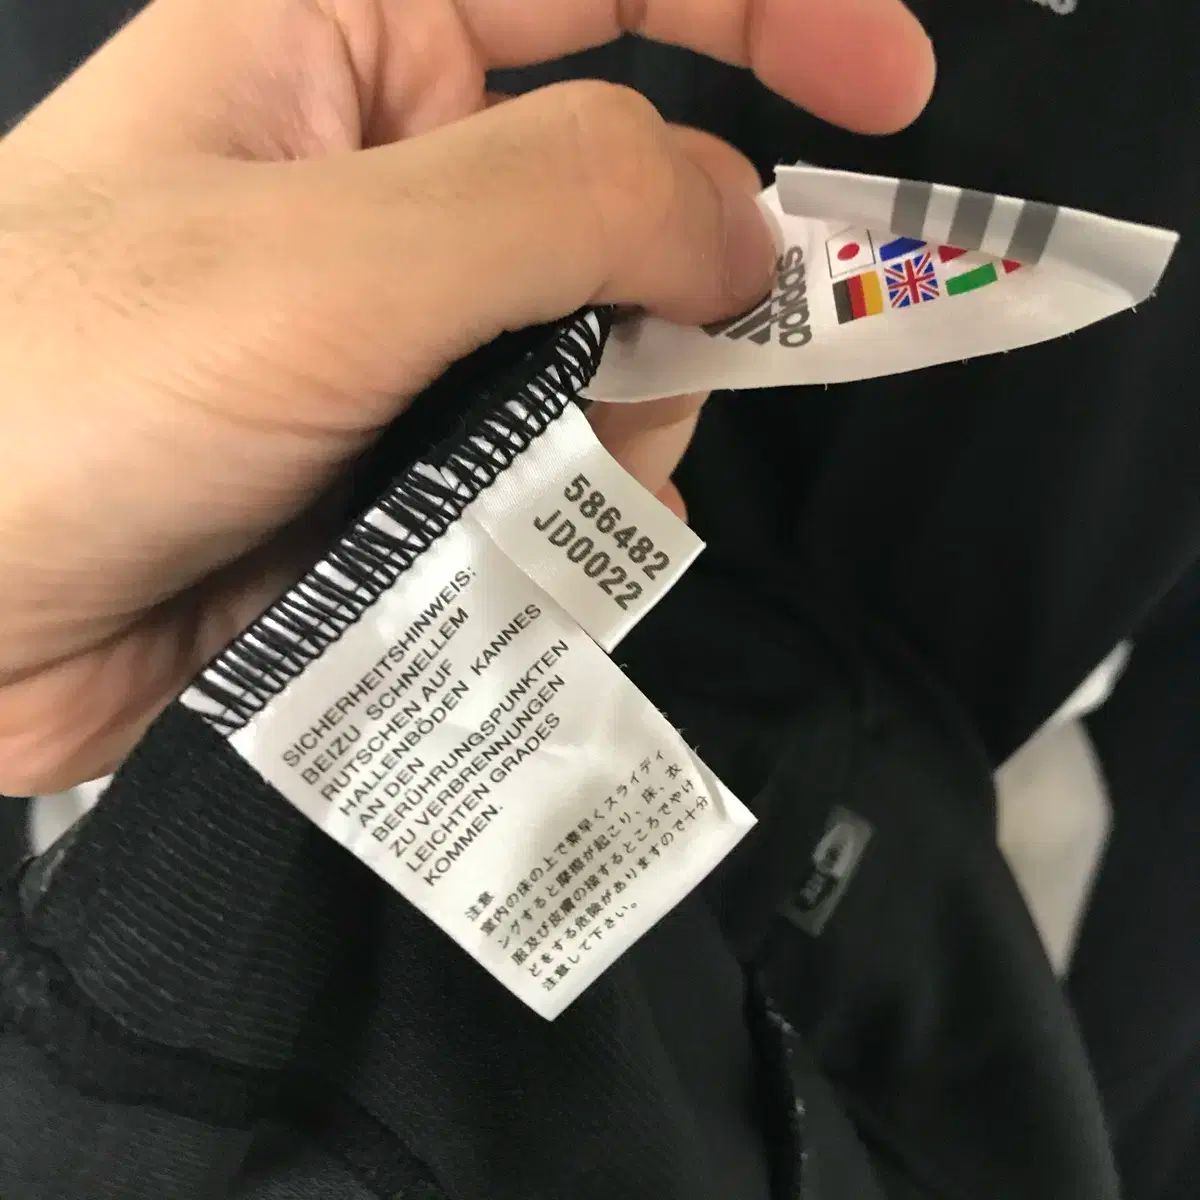 adidas
586482
JD0022
SICHERHEITSHINWEIS:
BEIZU SCHNELLEM
RUTSCHEN AUF
HALLENBÖDEN KANNES
AN DEN
BERÜHRUNGSPUNKTEN
ZU VERBRENNUNGEN
LEICHTEN GRADES
KOMMEN.
注意
室内の床の上で素早くスライディ
ングすると摩擦が起こり、床、衣
服及び皮膚の接するところでやけ
どをする危険がありますので十分
注意して下さい。